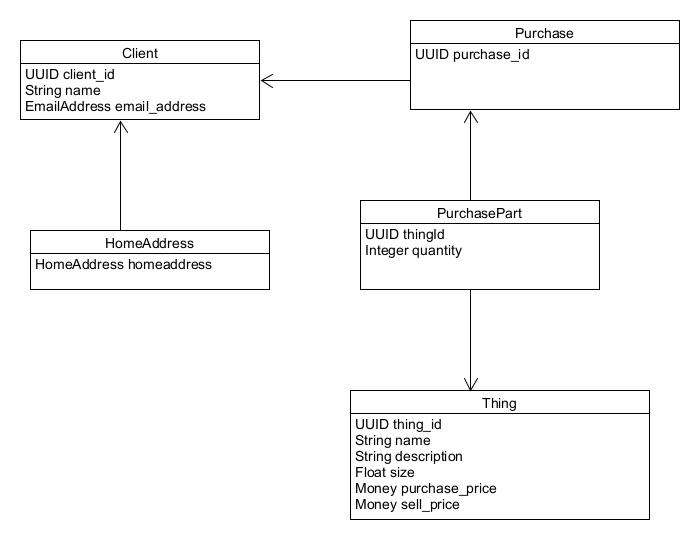 Client
UUID client_id
String name
EmailAddress email_address
Purchase
UUID purchase_id
HomeAddress
HomeAddress homeaddress
PurchasePart
UUID thingId
Integer quantity
Thing
UUID thing_id
String name
String description
Float size
Money purchase_price
Money sell_price